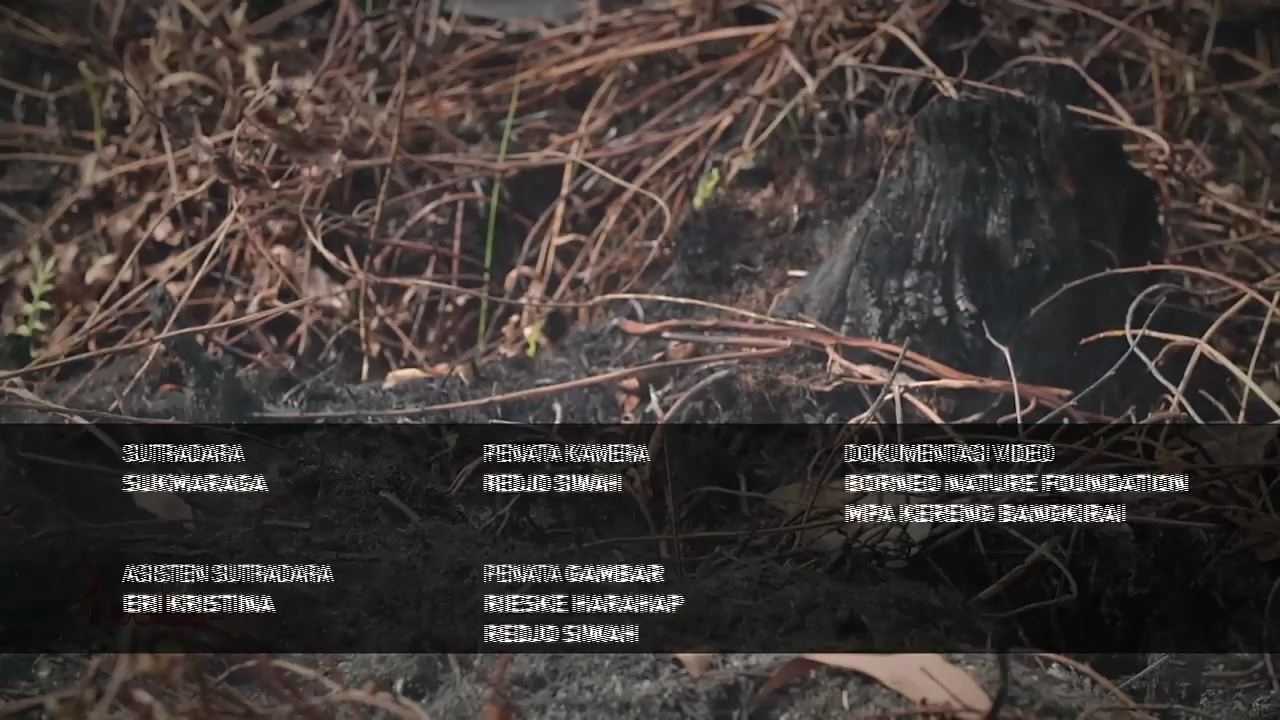 SUTRADARA
SUKMARAGA
ASISTEN SUTRADARA
ERI KRISTINA
PENATA KAMERA
REDJO SIWAH
PENATA GAMBAR
RIESKE HARAHAP
REDJO SIWAH
DOKUMENTASI VIDEO
BORNEO NATURE FOUNDATION
MPA KERENG BANGKIRAI